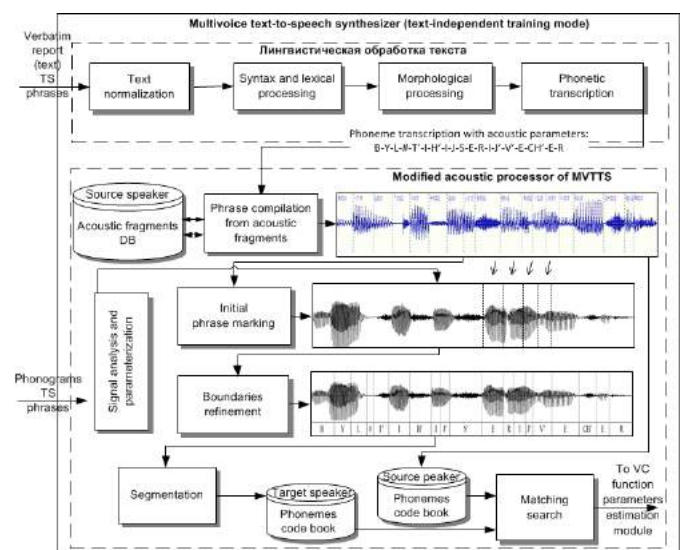 Multivoice text-to-speech synthesizer (text-independent training mode)
Verbatim
report
(text)
TS
phrases
Лингвистическая обработка текста
Text
normalization
Syntax and lexical
processing
Morphological
processing
Phonetic
transcription
Phoneme transcription with acoustic parameters:
B-Y-L-#-T'-I-H'-I-J-S-E-R-I-J'-V'-E-CH'-E-R
Modified acoustic processor of MVTTS
Source speaker
Acoustic fragments
DB
Phrase compilation
from acoustic
fragments
Signal analysis and
parameterization
Initial
phrase marking
Phonograms
TS
phrases
Boundaries
refinement
Segmentation
Target speaker
Phonemes
code book
Source peaker
Phonemes
code book
Matching
search
To VC
function
parameters
estimation
module